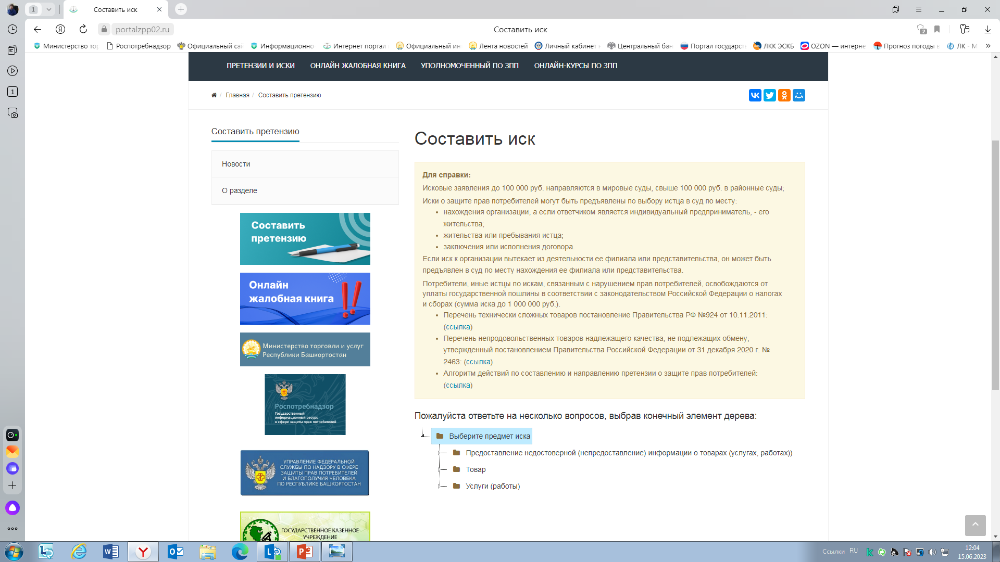 1
Составить иск
portalzpp02.ru
Составить иск
2
Министерство тор
Роспотребнадзор
Официальный сай
Информационно-
Интернет портал
Официальный ин
Лента новостей
Личный кабинет
Центральный бан
Портал государст
ЛКК ЭСКБ
OZON — интерне
Прогноз погоды в
ЛК - М
1
ПРЕТЕНЗИИ И ИСКИ
ОНЛАЙН ЖАЛОБНАЯ КНИГА
УПОЛНОМОЧЕННЫЙ ПО ЗПП
ОНЛАЙН-КУРСЫ ПО ЗПП
/ Главная / Составить претензию
Составить претензию
Новости
О разделе
Составить
претензию
Онлайн
жалобная книга
Министерство торговли и услуг
Республики Башкортостан
Роспотребнадзор
Государственный
информационный ресурс
в сфере защиты прав потребителей
УПРАВЛЕНИЕ ФЕДЕРАЛЬНОЙ
СЛУЖБЫ ПО НАДЗОРУ В СФЕРЕ
ЗАЩИТЫ ПРАВ ПОТРЕБИТЕЛЕЙ
И БЛАГОПОЛУЧИЯ ЧЕЛОВЕКА
ПО РЕСПУБЛИКЕ БАШКОРТОСТАН
ГОСУДАРСТВЕННОЕ КАЗЕННОЕ
УЧРЕЖДЕНИЕ
Составить иск
Для справки:
Исковые заявления до 100 000 руб. направляются в мировые суды, свыше 100 000 руб. в районные суды;
Иски о защите прав потребителей могут быть предъявлены по выбору истца в суд по месту:
• нахождения организации, а если ответчиком является индивидуальный предприниматель, - его
жительства;
• жительства или пребывания истца;
• заключения или исполнения договора.
Если иск к организации вытекает из деятельности ее филиала или представительства, он может быть
предъявлен в суд по месту нахождения ее филиала или представительства.
Потребители, иные истцы по искам, связанным с нарушением прав потребителей, освобождаются от
уплаты государственной пошлины в соответствии с законодательством Российской Федерации о налогах
и сборах (сумма иска до 1 000 000 руб.).
• Перечень технически сложных товаров постановление Правительства РФ №924 от 10.11.2011:
(ссылка)
• Перечень непродовольственных товаров надлежащего качества, не подлежащих обмену,
утвержденный постановлением Правительства Российской Федерации от 31 декабря 2020 г. №
2463: (ссылка)
• Алгоритм действий по составлению и направлению претензии о защите прав потребителей:
(ссылка)
Пожалуйста ответьте на несколько вопросов, выбрав конечный элемент дерева:
Выберите предмет иска
Предоставление недостоверной (непредоставление) информации о товарах (услугах, работах))
Товар
Услуги (работы)
Ссылки
RU
12:04
15.06.2023